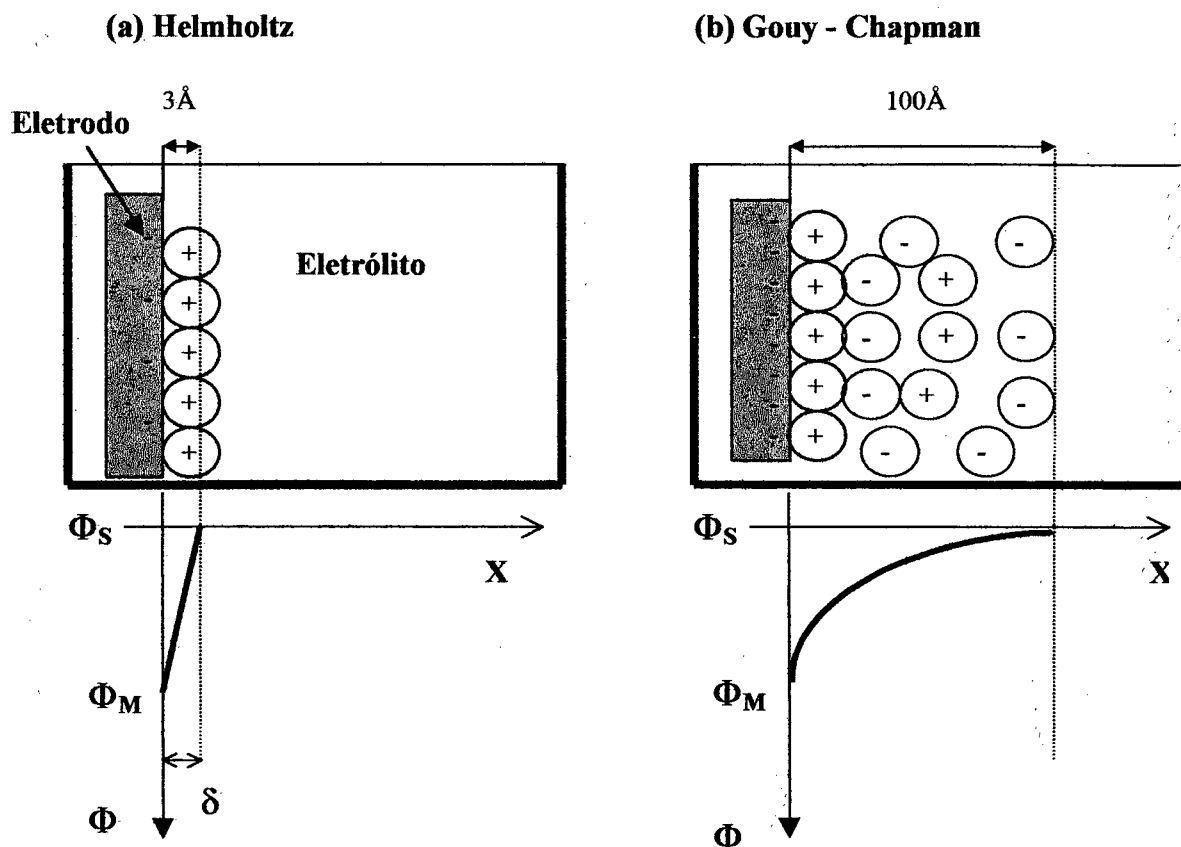 (a) Helmholtz
(b) Gouy - Chapman
3Å
100Å
Eletrodo
Eletrólito
- + + + + +
+ + + + + - - - - - + + + - - - - -
Φ_S
X
Φ_S
X
Φ_M
Φ_M
δ
Φ
Φ